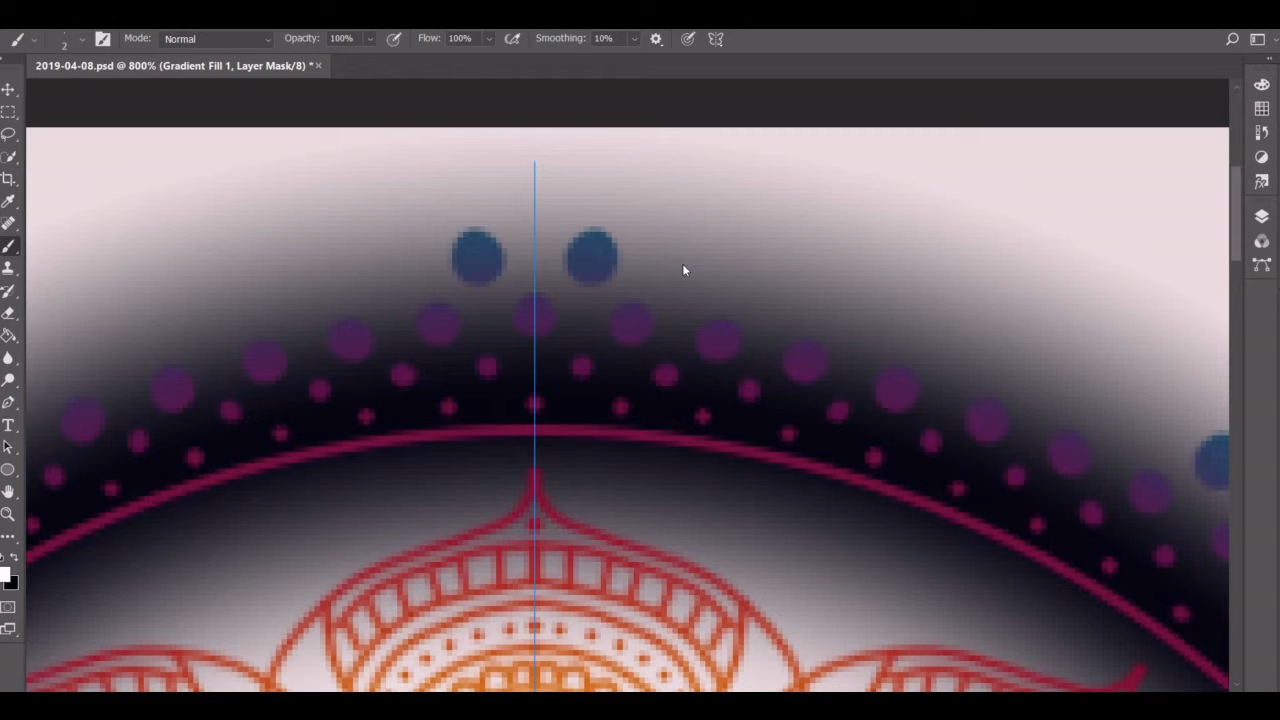 2 Mode: Normal Opacity: 100% Flow: 100% Smoothing: 10%
2019-04-08.psd @ 800% (Gradient Fill 1, Layer Mask/8) * ×